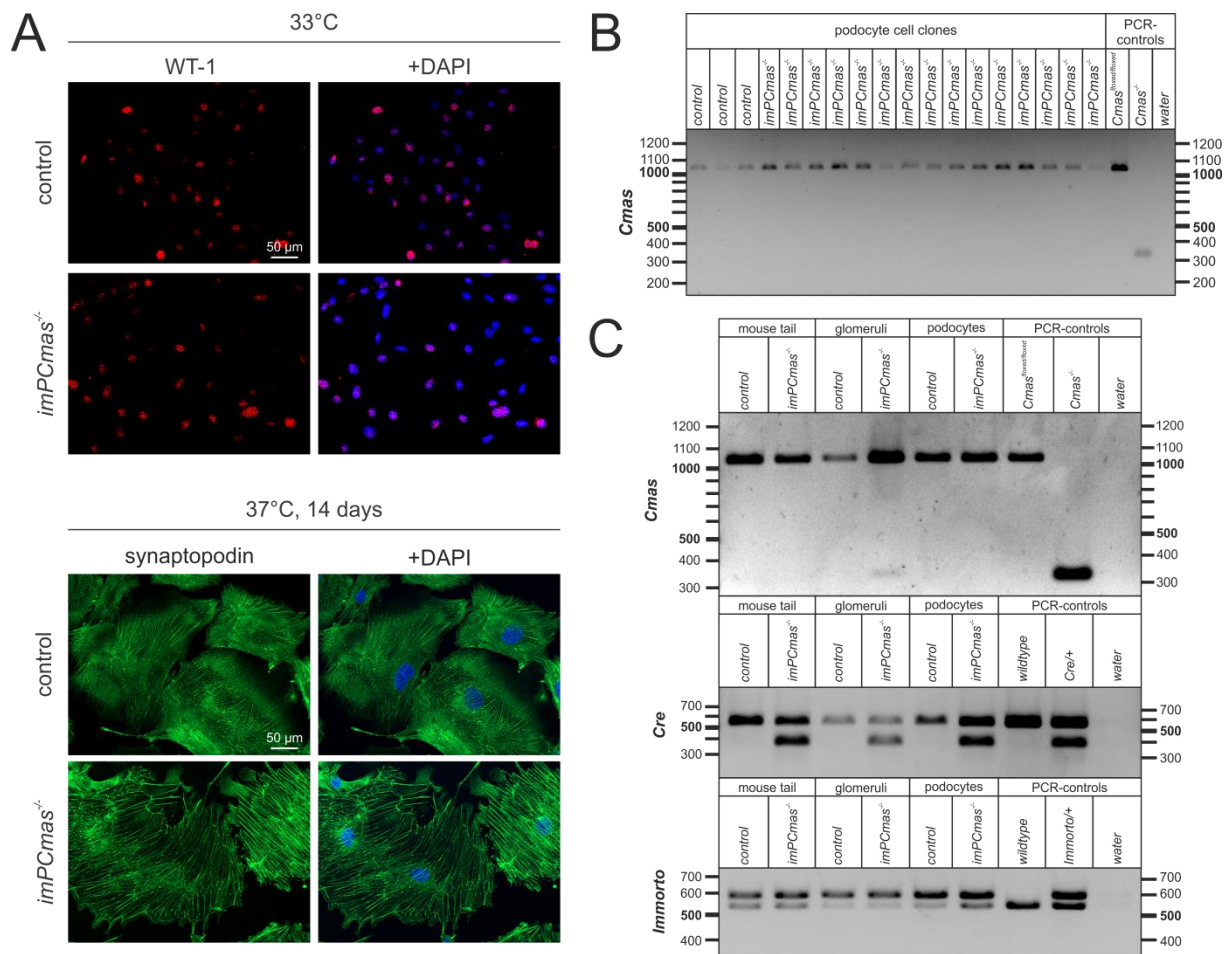 A
33°C
WT-1 +DAPI
control
50 µm
imPCmas-/-
37°C, 14 days
synaptopodin +DAPI
control
50 µm
imPCmas-/-
B
podocyte cell clones PCR-controls
control control control imPCmas-/- imPCmas-/- imPCmas-/- imPCmas-/- imPCmas-/- imPCmas-/- imPCmas-/- imPCmas-/- imPCmas-/- imPCmas-/- imPCmas-/- imPCmas-/- imPCmas-/- imPCmas-/- imPCmas-/- Cmasfloxed/floxed Cmas-/- water
Cmas
1200 1200
1100 1100
1000 1000
500 500
400 400
300 300
200 200
C
mouse tail glomeruli podocytes PCR-controls
control imPCmas-/- control imPCmas-/- control imPCmas-/- Cmasfloxed/floxed Cmas-/- water
Cmas
1200 1200
1100 1100
1000 1000
500 500
400 400
300 300
mouse tail glomeruli podocytes PCR-controls
control imPCmas-/- control imPCmas-/- control imPCmas-/- wildtype Cre/+ water
Cre
700 700
500 500
300 300
mouse tail glomeruli podocytes PCR-controls
control imPCmas-/- control imPCmas-/- control imPCmas-/- wildtype Immorto/+ water
Immorto
700 700
600 600
500 500
400 400